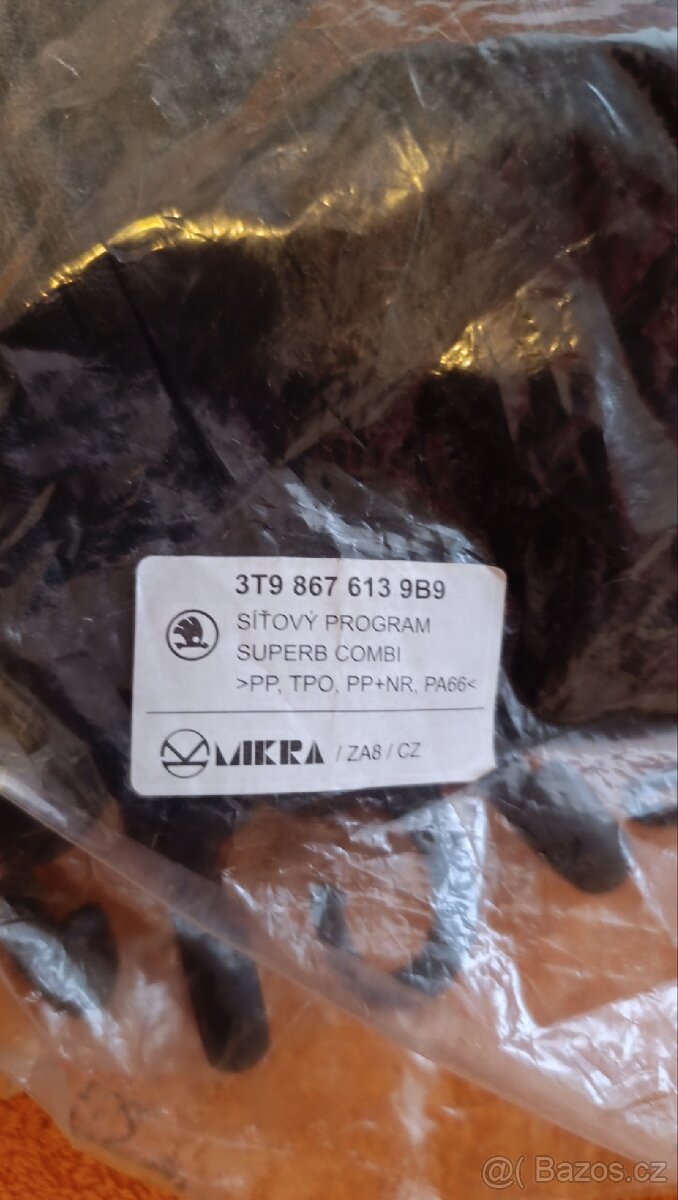 3T9 867 613 9B9
SÍŤOVÝ PROGRAM
SUPERB COMBI
>PP, TPO, PP+NR, PA66<
MIKRA / ZA8 / CZ
@( Bazos.cz